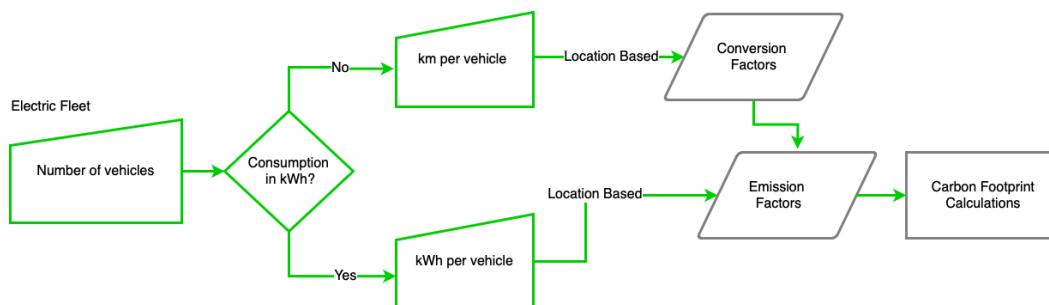 Electric Fleet
Number of vehicles
Consumption
in kWh?
No
km per vehicle
Location Based
Conversion
Factors
Yes
kWh per vehicle
Location Based
Emission
Factors
Carbon Footprint
Calculations